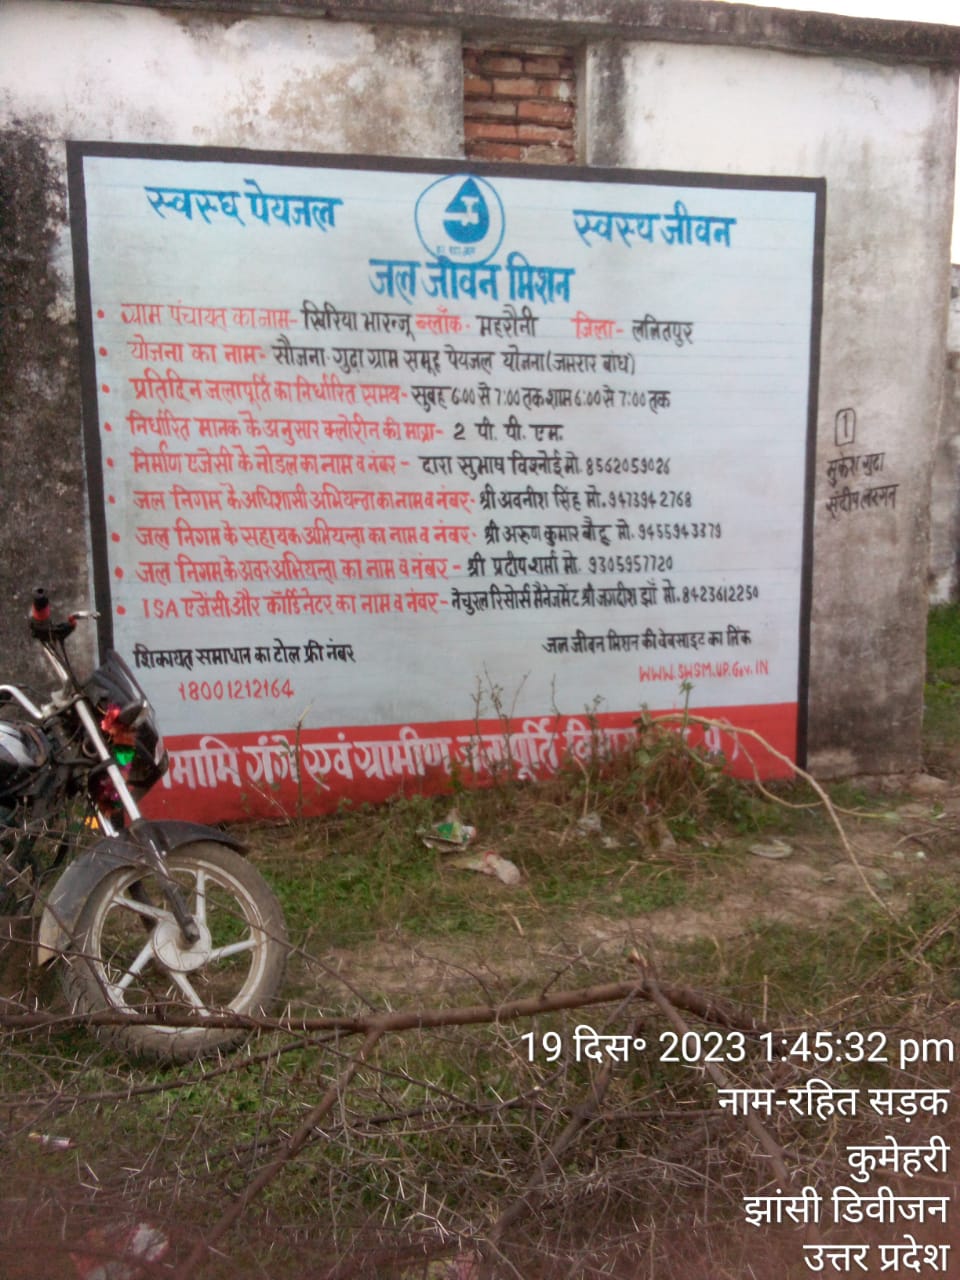 स्वस्थ पेयजल
स्वस्थ जीवन
जल जीवन मिशन
ग्राम पंचायत का नाम- खिरिया भारन्जू ब्लॉक- महरौनी जिला- ललितपुर
योजना का नाम- सौजना-गुढ़ा ग्राम समूह पेयजल योजना (जमरार बांध)
प्रतिदिन जलापूर्ति का निर्धारित समय- सुबह 6:00 से 7:00 तक शाम 6:00 से 7:00 तक
निर्धारित मानक के अनुसार क्लोरीन की मात्रा- 2 पी. पी. एम.
निर्माण एजेंसी के नोडल का नाम व नंबर - दारा सुभाष विश्नोई मो. 8562059026
जल निगम के अधिशासी अभियन्ता का नाम व नंबर- श्री अवनीश सिंह मो. 9473942768
जल निगम के सहायक अभियन्ता का नाम व नंबर- श्री अरूण कुमार मो. 9455943379
जल निगम के अवर अभियन्ता का नाम व नंबर - श्री प्रदीप शर्मा मो. 9305957720
ISA एजेंसी और कॉर्डिनेटर का नाम व नंबर- नेचुरल रिसोर्स मैनेजमेंट श्री जगदीश झाँ मो. 8423612250
शिकायत समाधान का टोल फ्री नंबर
18001212164
जल जीवन मिशन की वेबसाइट का लिंक
WWW.SWSM.UP.Gov.IN
मामि गंगे एवं ग्रामीण जलापूर्ति
1
मुकेश गुढा
संदीप
19 दिस॰ 2023 1:45:32 pm
नाम-रहित सड़क
कुमेहरी
झांसी डिवीजन
उत्तर प्रदेश